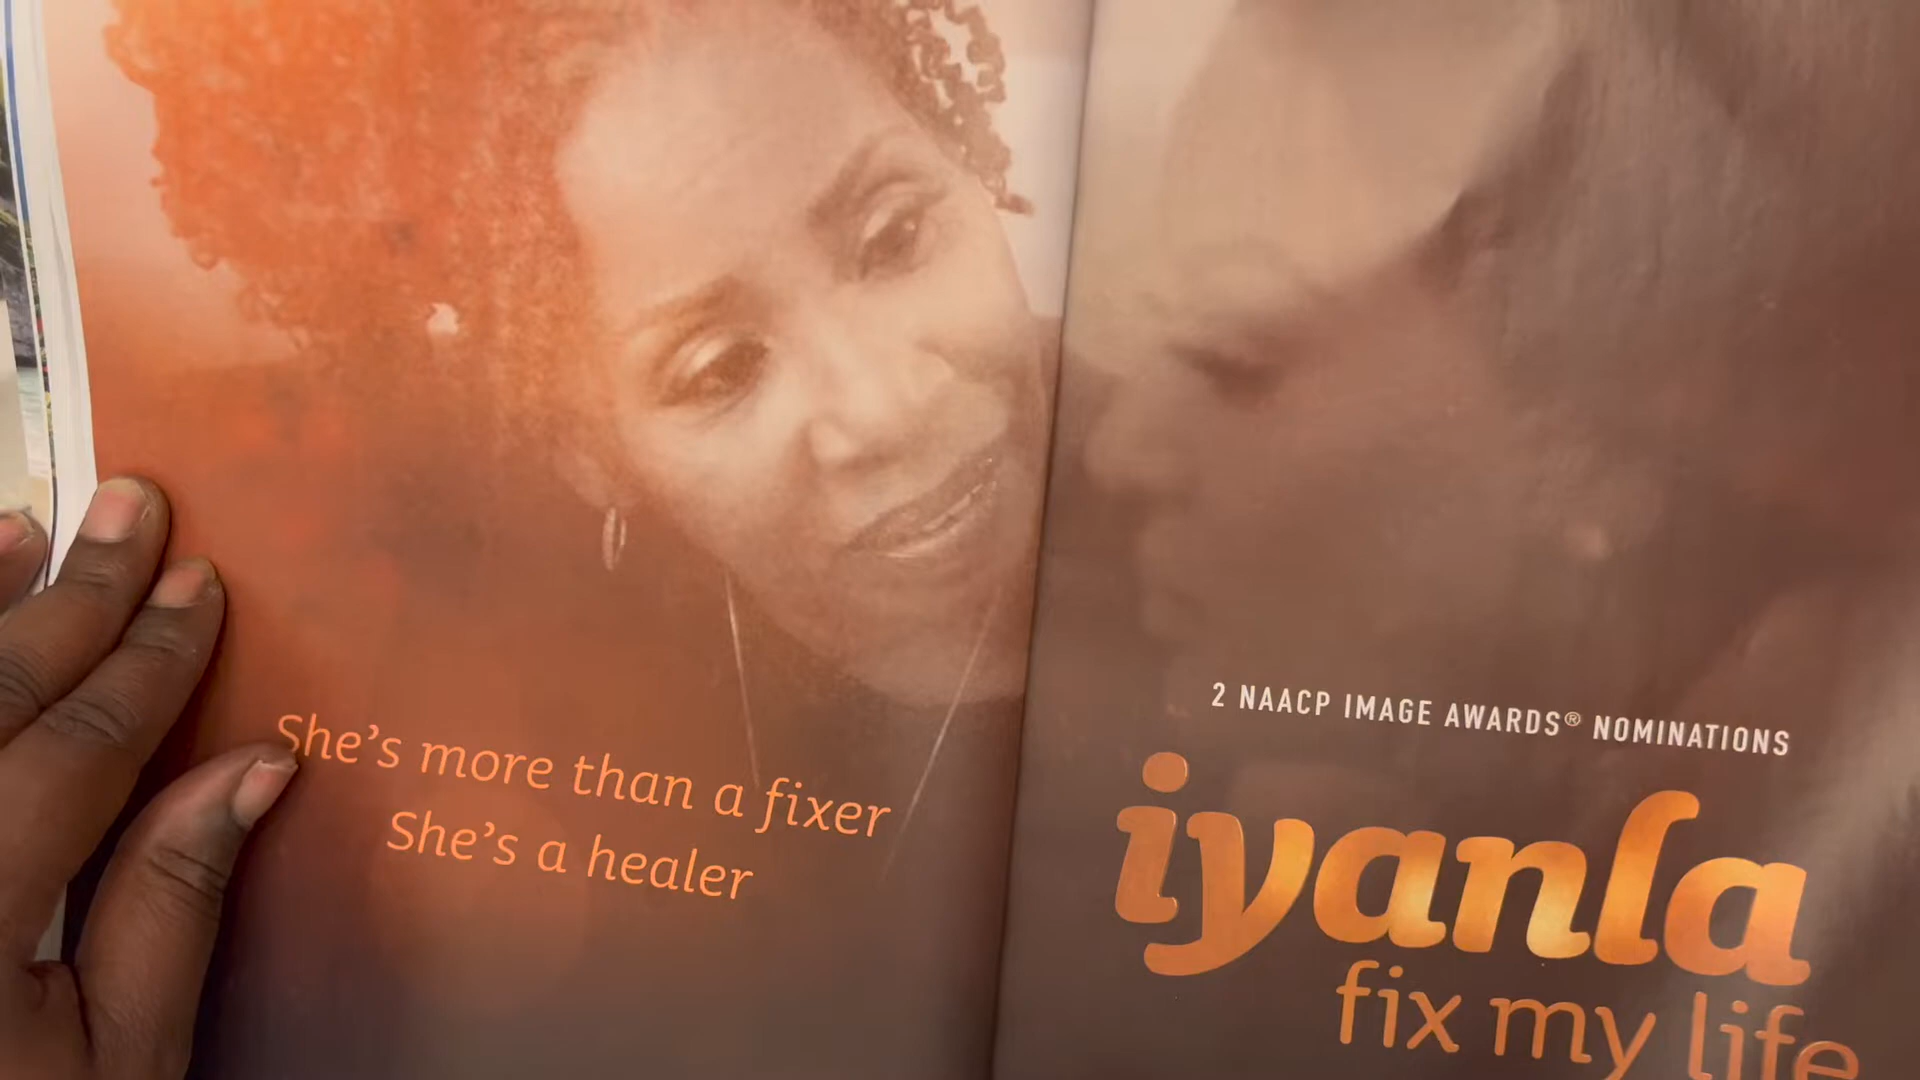 She's more than a fixer
She's a healer
2 NAACP IMAGE AWARDS® NOMINATIONS
iyanla
fix my life